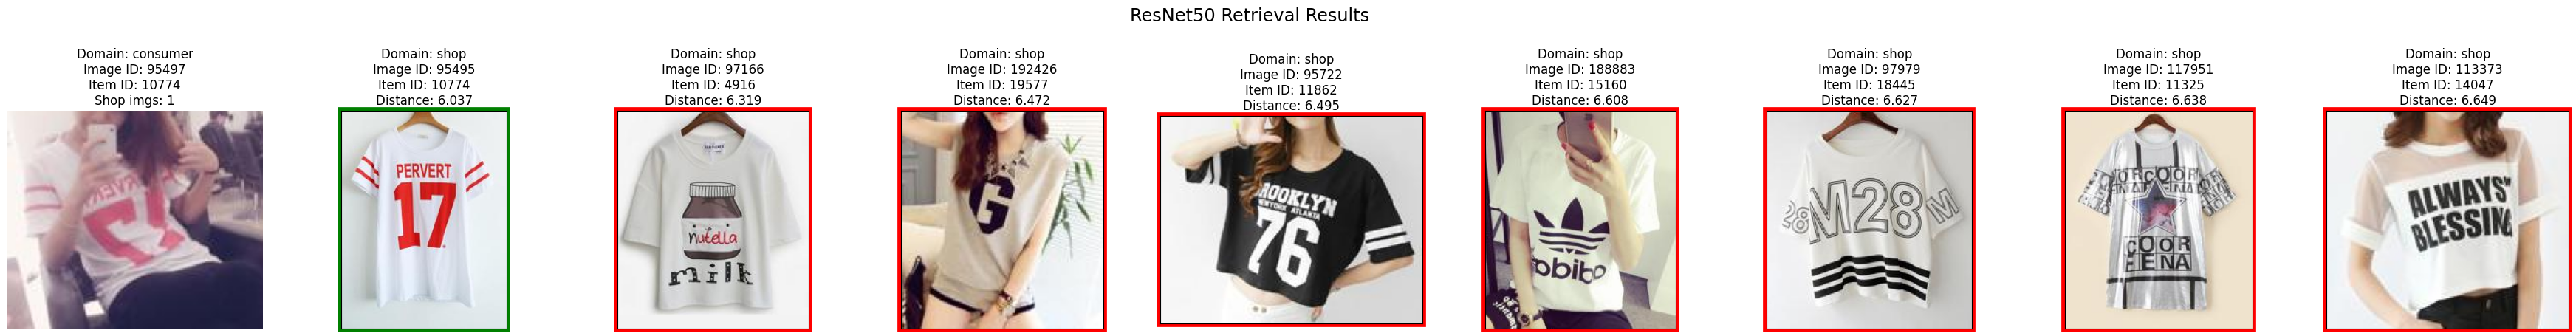 ResNet50 Retrieval Results
Domain: consumer
Image ID: 95497
Item ID: 10774
Shop imgs: 1
Domain: shop
Image ID: 95495
Item ID: 10774
Distance: 6.037
PERVERT
17
Domain: shop
Image ID: 97166
Item ID: 4916
Distance: 6.319
nutella
milk
Domain: shop
Image ID: 192426
Item ID: 19577
Distance: 6.472
G
Domain: shop
Image ID: 95722
Item ID: 11862
Distance: 6.495
BROOKLYN
NEWYORK ATLANTA
76
Domain: shop
Image ID: 188883
Item ID: 15160
Distance: 6.608
Domain: shop
Image ID: 97979
Item ID: 18445
Distance: 6.627
28 M28 M
Domain: shop
Image ID: 117951
Item ID: 11325
Distance: 6.638
COOR
Domain: shop
Image ID: 113373
Item ID: 14047
Distance: 6.649
ALWAYS
BLESSING